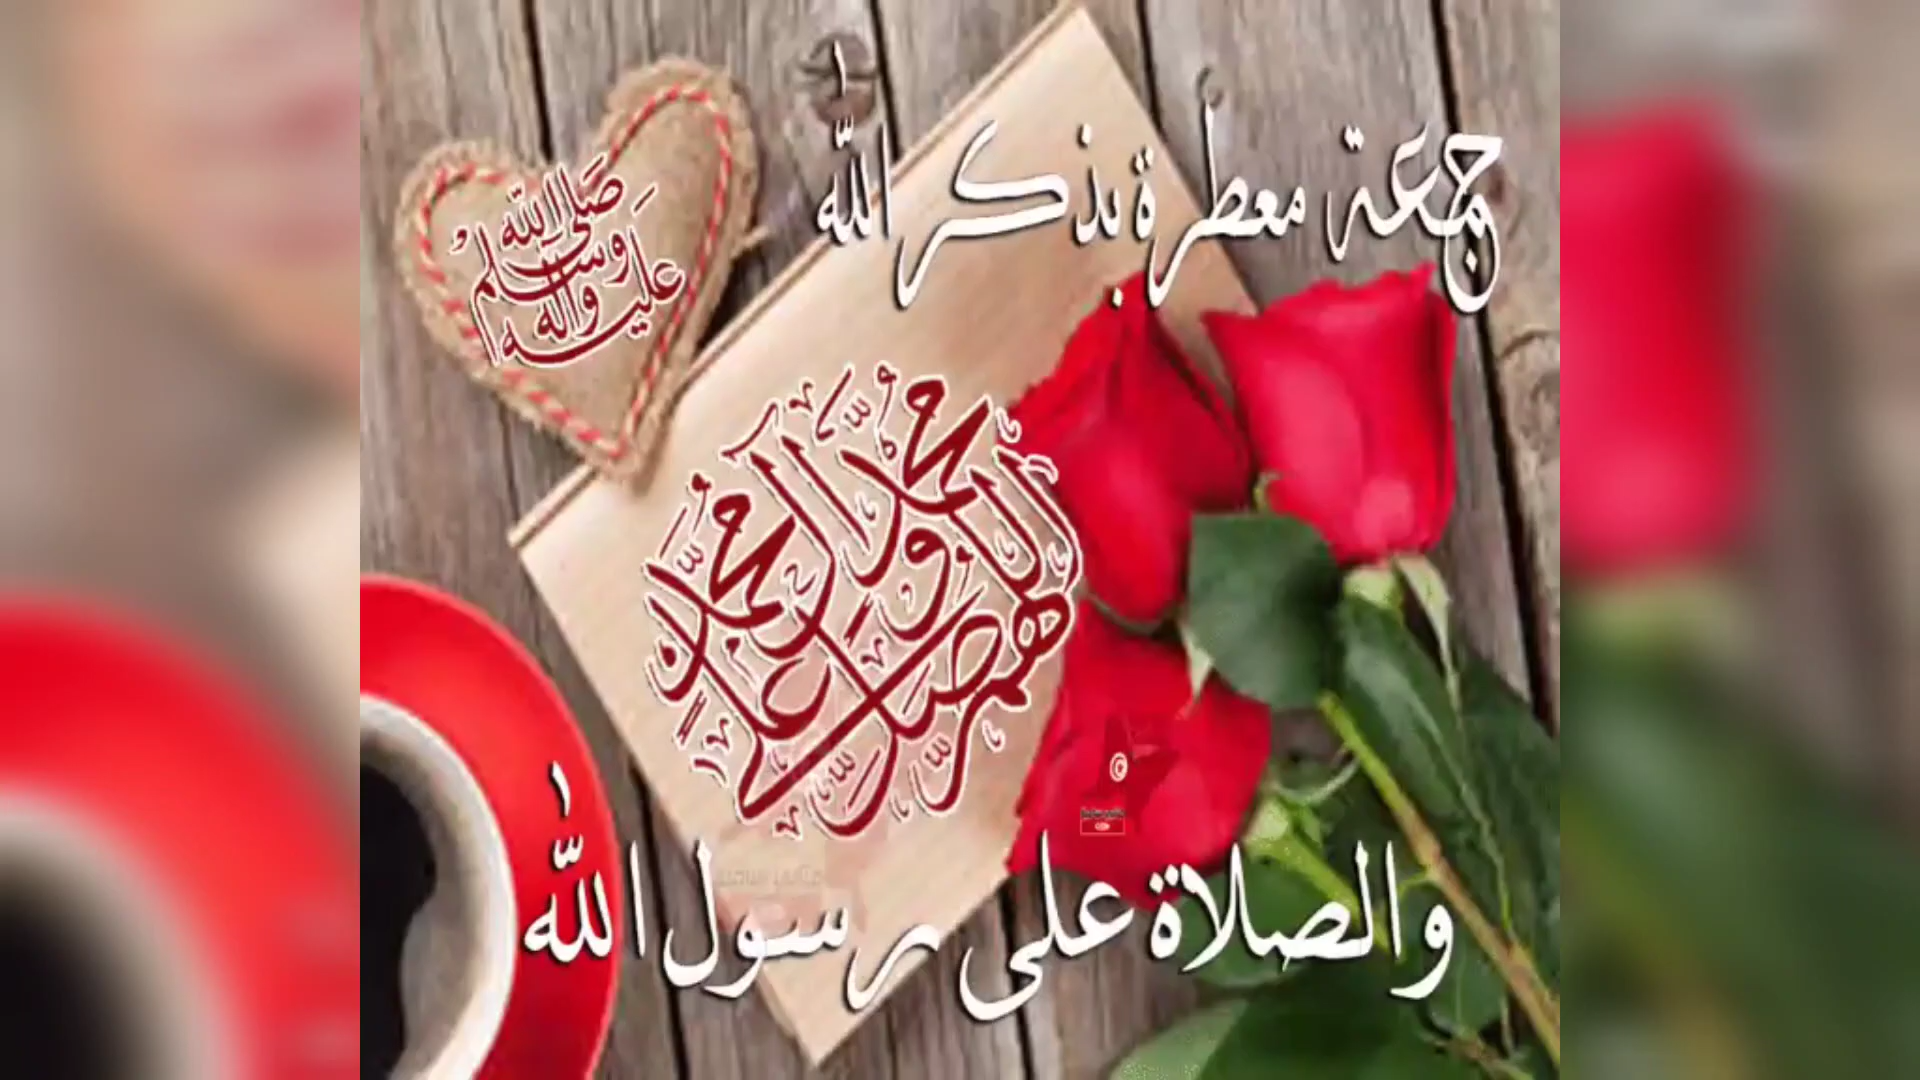 جمعة معطرة بذكر الله
صلى الله
عليه وآله وسلم
اللهم صل على محمد وآل محمد
والصلاة على رسول الله